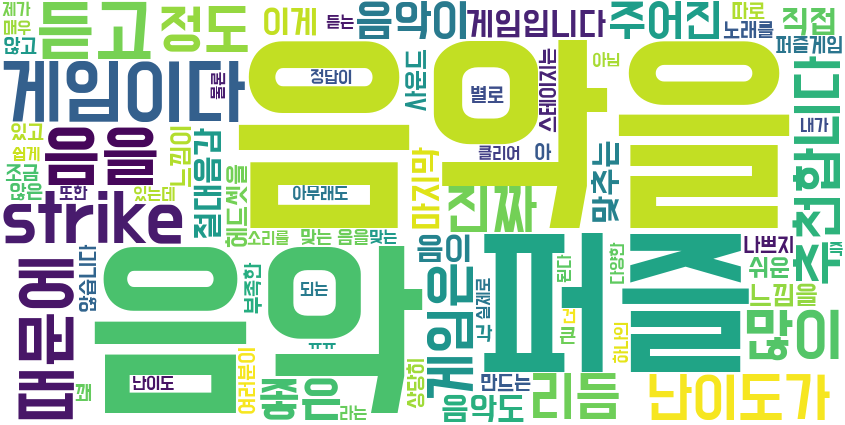 제가
매우
않고
듣고
정도
이게
듣는
음악이
게임입니다
주어진
따로
노래를
직접
퍼즐게임
게임이다
물론
음악을
정답이
사운드
별로
스테이지는
아님
추천합니다
내가
있고
쉽게
조금
않은
음을
또한
있는데
느낌이
절대음감
헤드셋을
아무래도
마지막
클리어
아
맞추는
strike
소리를
맞는 음을
맞는
진짜
음이
다양한
나쁘지
쉬운
느낌을
때문에
않습니다
음악
부족한
되는
ㅠㅠ
게임은
실제로
각
퍼즐
된다
더
큰
하나의
많이
난이도
꽤
여러분이
좋은
라는
상당히
음악도
만드는
리듬
난이도가